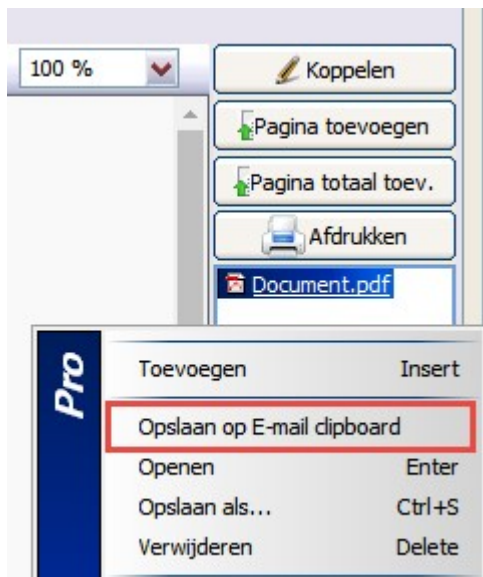 100 %
Koppelen
Pagina toevoegen
Pagina totaal toev.
Afdrukken
Document.pdf
Pro
Toevoegen Insert
Opslaan op E-mail clipboard
Openen Enter
Opslaan als... Ctrl+S
Verwijderen Delete